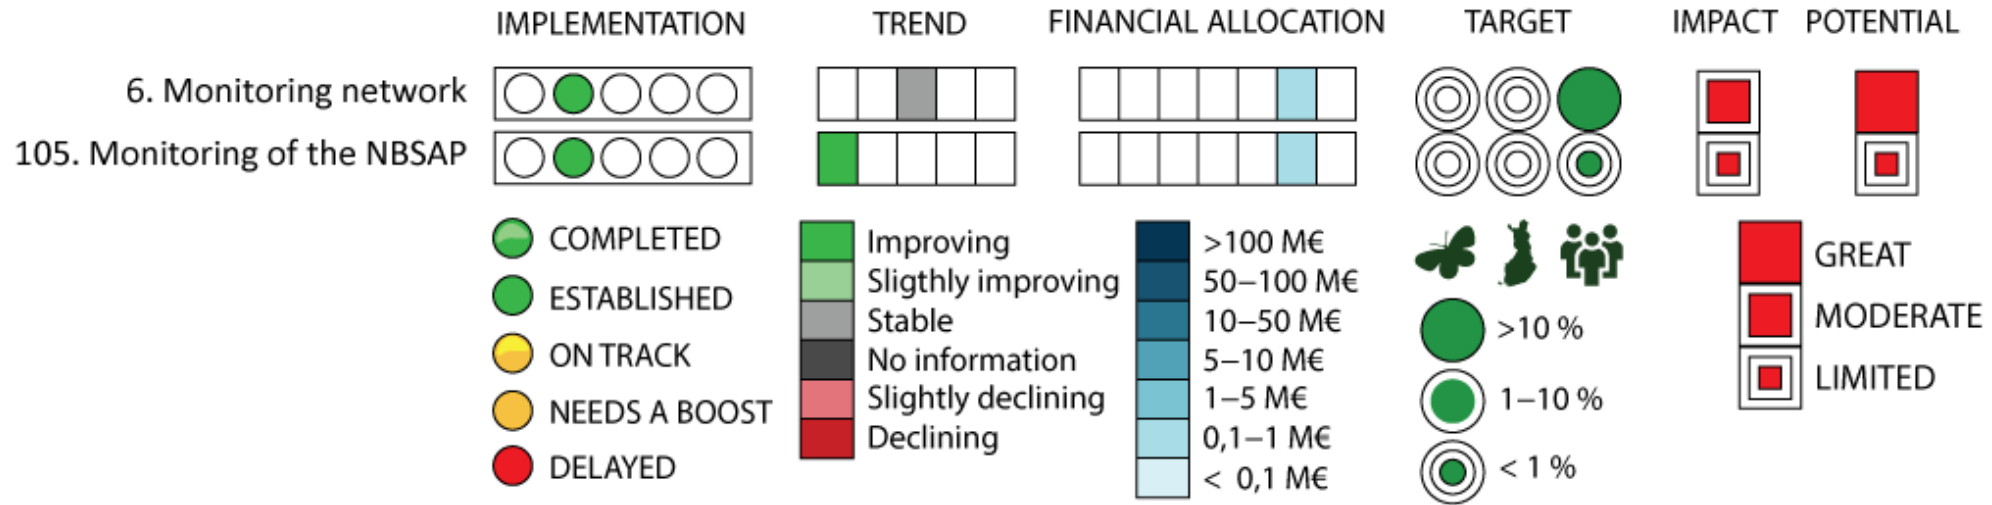 IMPLEMENTATION TREND FINANCIAL ALLOCATION TARGET IMPACT POTENTIAL
6. Monitoring network
105. Monitoring of the NBSAP
COMPLETED
ESTABLISHED
ON TRACK
NEEDS A BOOST
DELAYED
Improving
Sligthly improving
Stable
No information
Slightly declining
Declining
>100 M€
50–100 M€
10–50 M€
5–10 M€
1–5 M€
0,1–1 M€
< 0,1 M€
>10 %
1–10 %
< 1 %
GREAT
MODERATE
LIMITED